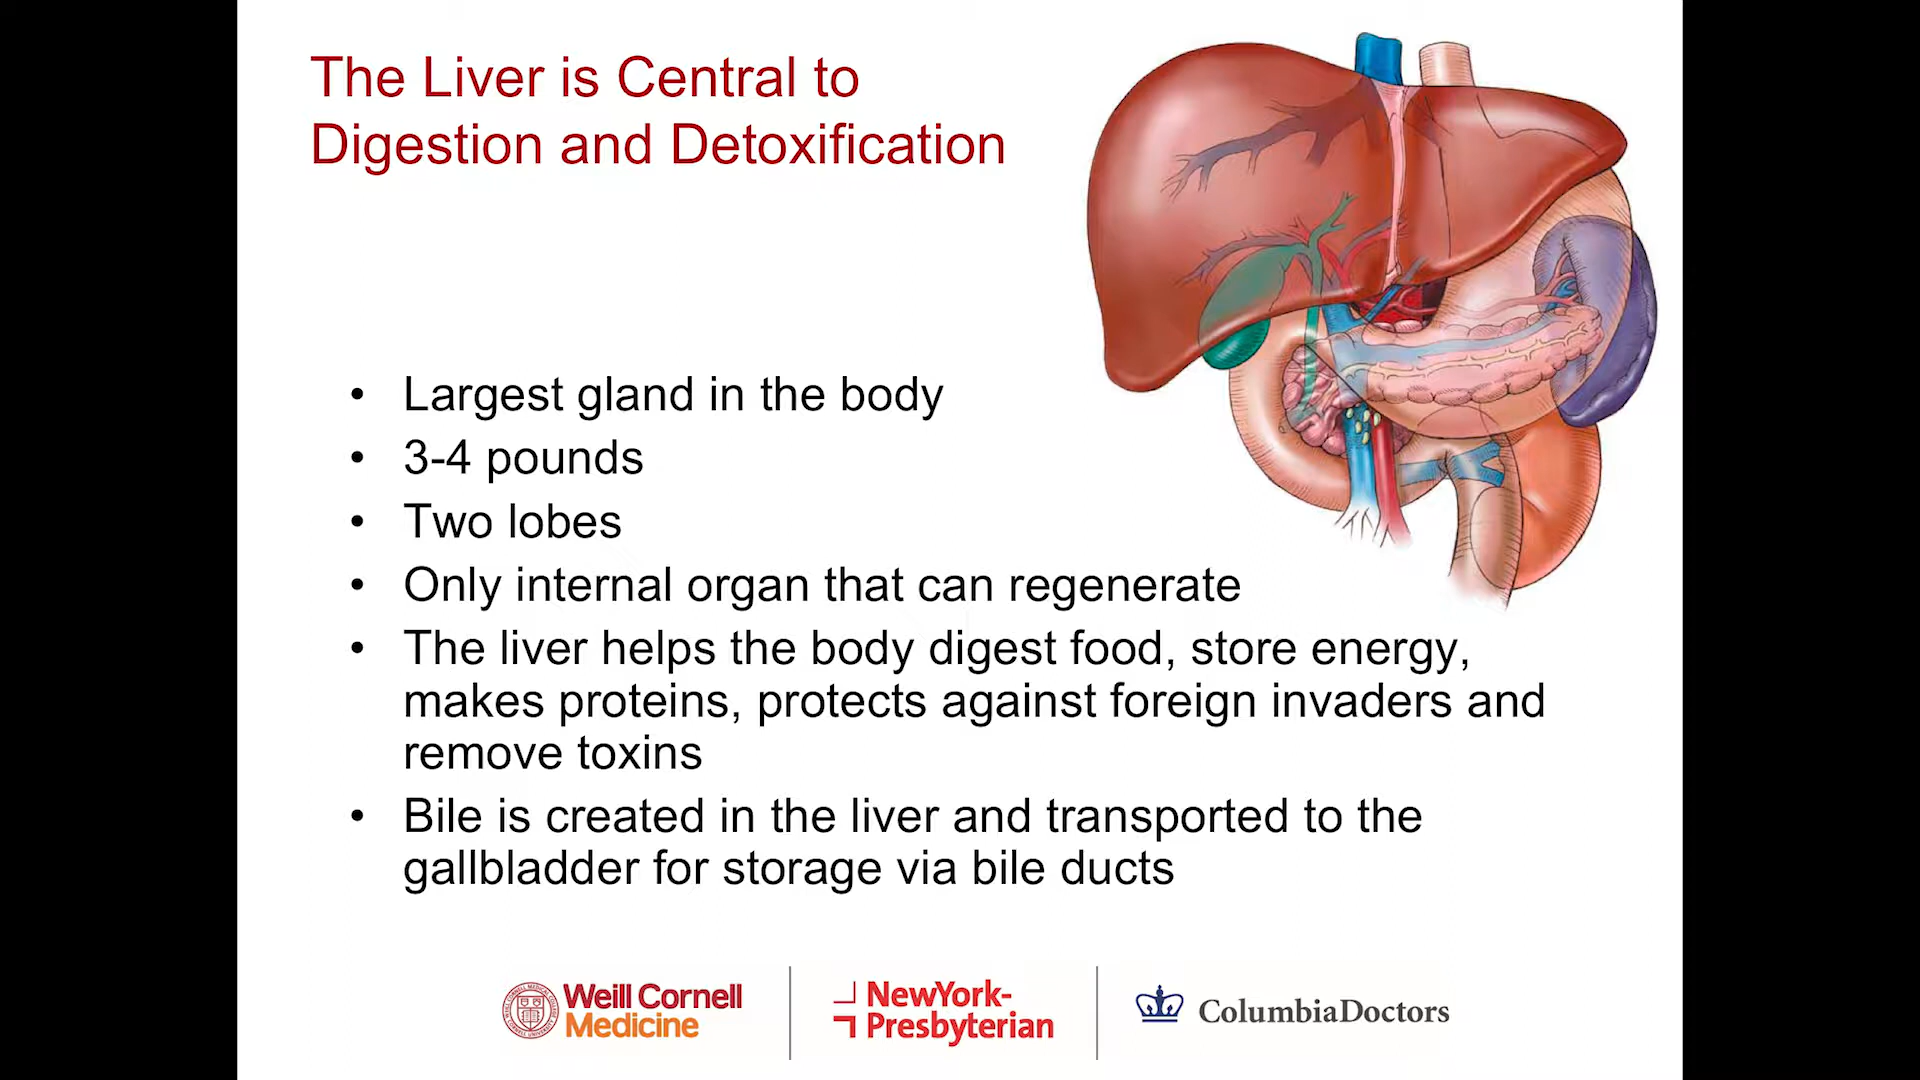 The Liver is Central to
Digestion and Detoxification
• Largest gland in the body
• 3-4 pounds
• Two lobes
• Only internal organ that can regenerate
• The liver helps the body digest food, store energy,
makes proteins, protects against foreign invaders and
remove toxins
• Bile is created in the liver and transported to the
gallbladder for storage via bile ducts
Weill Cornell
Medicine
NewYork-
Presbyterian
ColumbiaDoctors